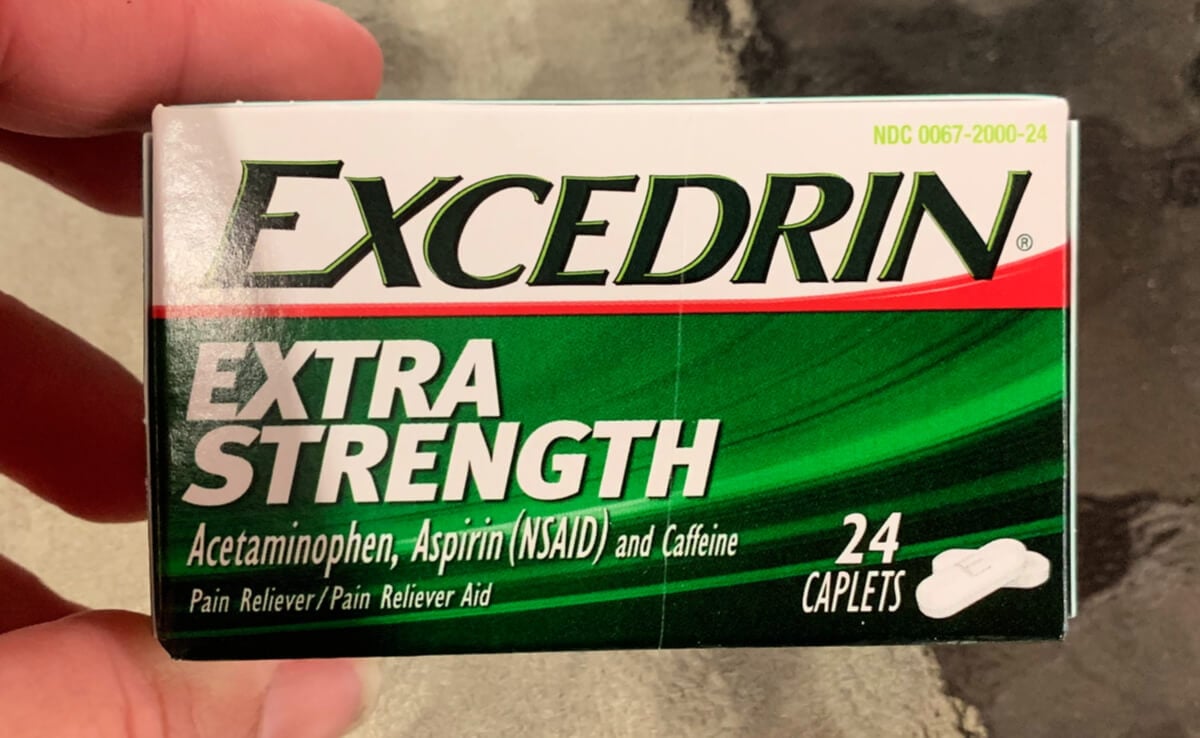 NDC 0067-2000-24
EXCEDRIN®
EXTRA
STRENGTH
Acetaminophen, Aspirin (NSAID) and Caffeine
Pain Reliever/Pain Reliever Aid
24
CAPLETS
E